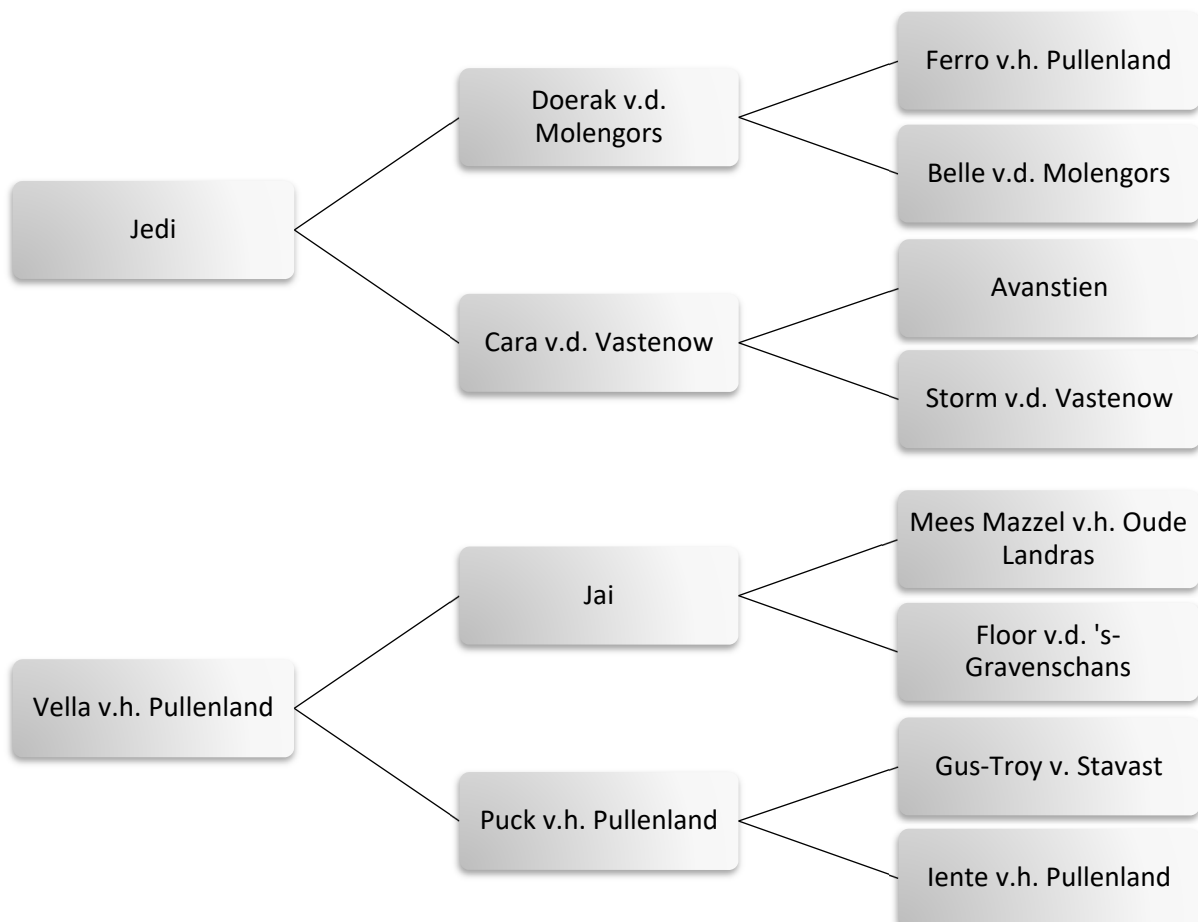 Ferro v.h. Pullenland
Doerak v.d.
Molengors
Belle v.d. Molengors
Jedi
Avanstien
Cara v.d. Vastenow
Storm v.d. Vastenow
Mees Mazzel v.h. Oude
Landras
Jai
Floor v.d. 's-
Gravenschans
Vella v.h. Pullenland
Gus-Troy v. Stavast
Puck v.h. Pullenland
Iente v.h. Pullenland